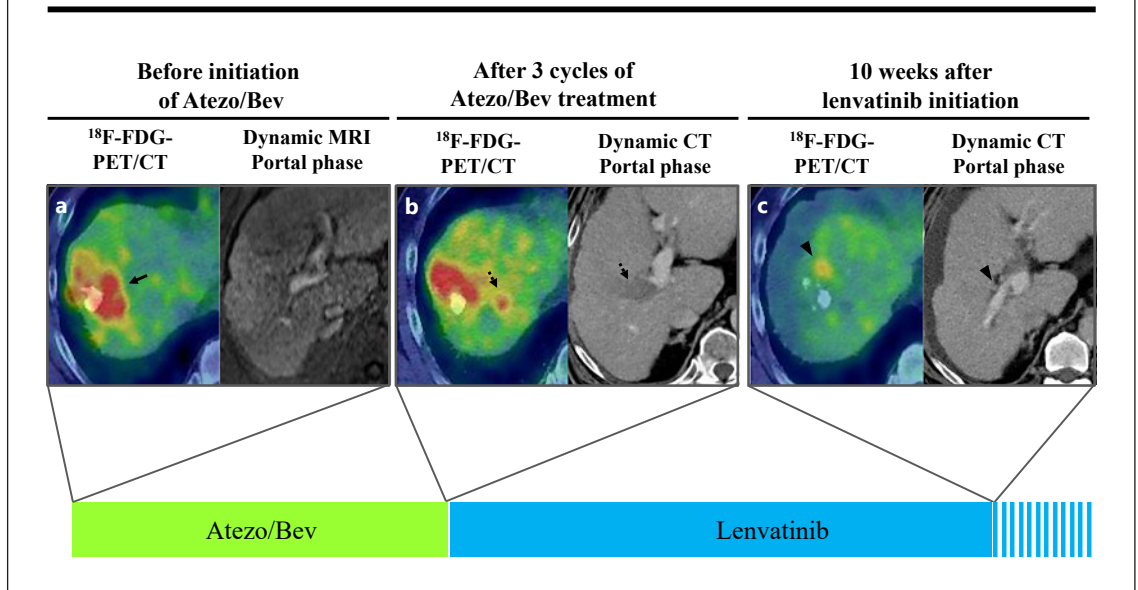 Before initiation
of Atezo/Bev
After 3 cycles of
Atezo/Bev treatment
10 weeks after
lenvatinib initiation
¹⁸F-FDG-
PET/CT
Dynamic MRI
Portal phase
¹⁸F-FDG-
PET/CT
Dynamic CT
Portal phase
¹⁸F-FDG-
PET/CT
Dynamic CT
Portal phase
a
b
c
Atezo/Bev
Lenvatinib